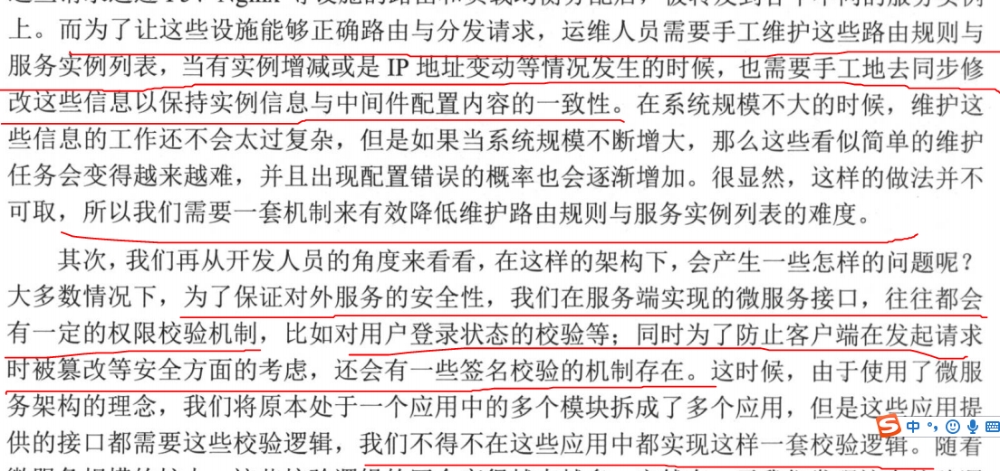 上。而为了让这些设施能够正确路由与分发请求，运维人员需要手工维护这些路由规则与
服务实例列表，当有实例增减或是 IP 地址变动等情况发生的时候，也需要手工地去同步修
改这些信息以保持实例信息与中间件配置内容的一致性。在系统规模不大的时候，维护这
些信息的工作还不会太过复杂，但是如果当系统规模不断增大，那么这些看似简单的维护
任务会变得越来越难，并且出现配置错误的概率也会逐渐增加。很显然，这样的做法并不
可取，所以我们需要一套机制来有效降低维护路由规则与服务实例列表的难度。
其次，我们再从开发人员的角度来看看，在这样的架构下，会产生一些怎样的问题呢？
大多数情况下，为了保证对外服务的安全性，我们在服务端实现的微服务接口，往往都会
有一定的权限校验机制，比如对用户登录状态的校验等；同时为了防止客户端在发起请求
时被篡改等安全方面的考虑，还会有一些签名校验的机制存在。这时候，由于使用了微服
务架构的理念，我们将原本处于一个应用中的多个模块拆成了多个应用，但是这些应用提
供的接口都需要这些校验逻辑，我们不得不在这些应用中都实现这样一套校验逻辑。随着
中